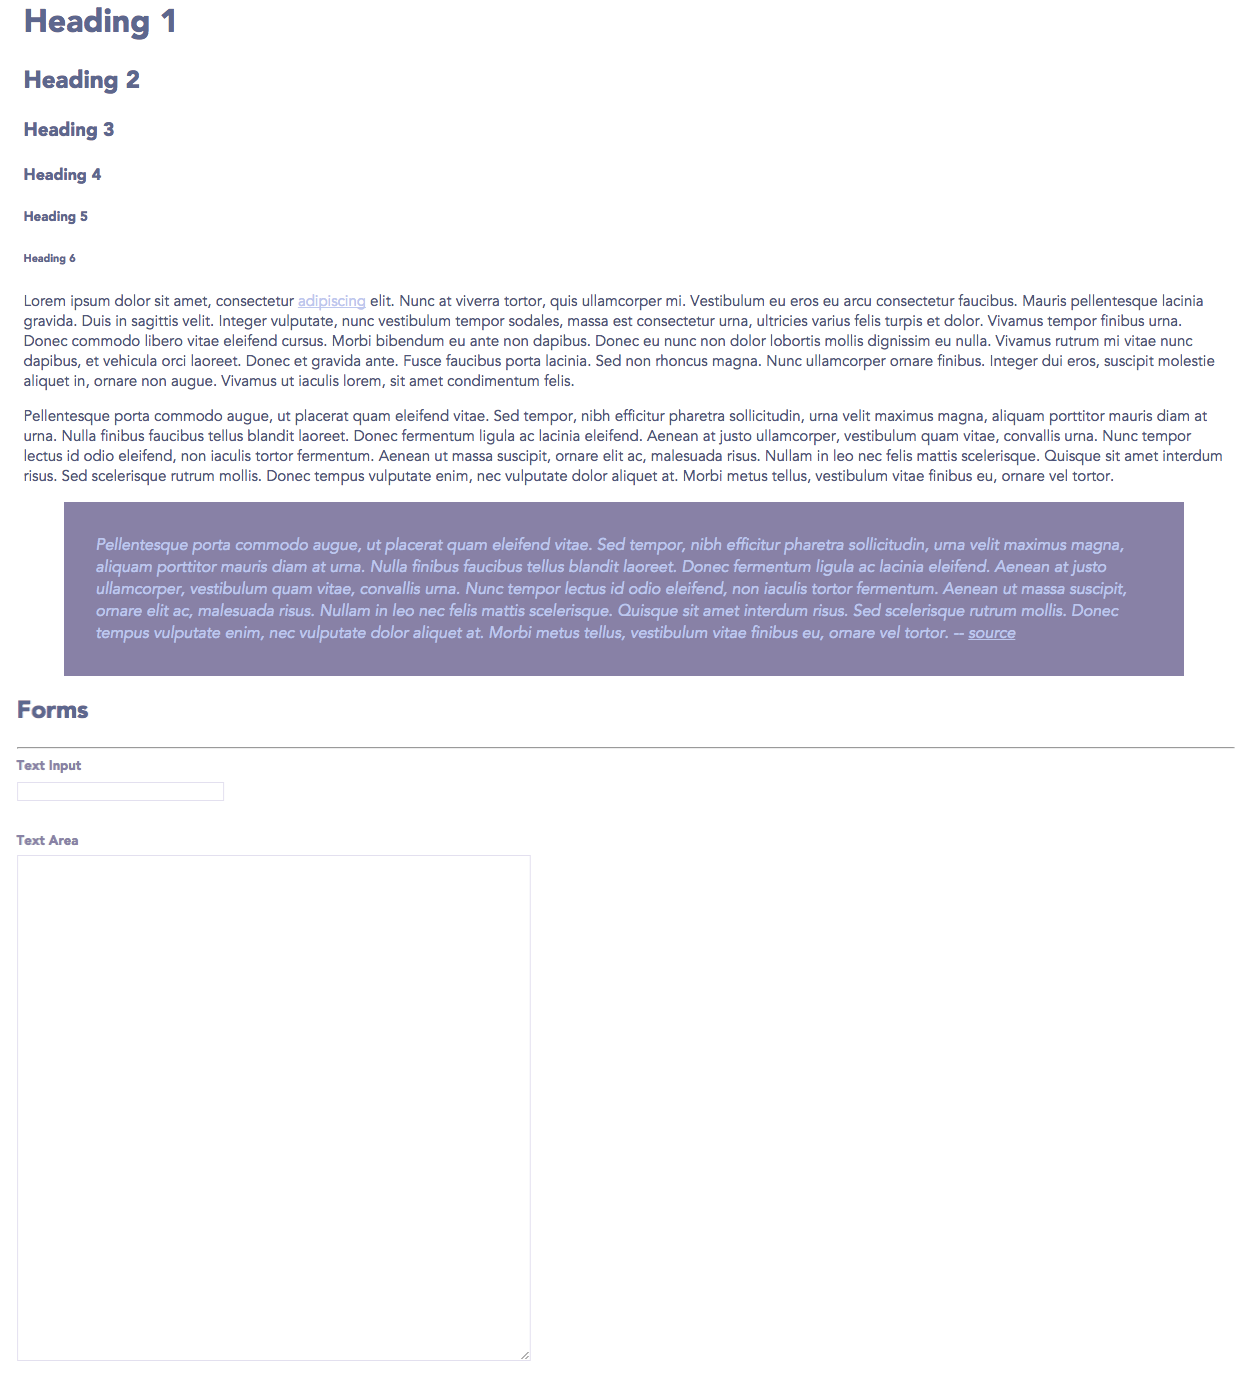 Heading 1
Heading 2
Heading 3
Heading 4
Heading 5
Heading 6
Lorem ipsum dolor sit amet, consectetur adipiscing elit. Nunc at viverra tortor, quis ullamcorper mi. Vestibulum eu eros eu arcu consectetur faucibus. Mauris pellentesque lacinia
gravida. Duis in sagittis velit. Integer vulputate, nunc vestibulum tempor sodales, massa est consectetur urna, ultricies varius felis turpis et dolor. Vivamus tempor finibus urna.
Donec commodo libero vitae eleifend cursus. Morbi bibendum eu ante non dapibus. Donec eu nunc non dolor lobortis mollis dignissim eu nulla. Vivamus rutrum mi vitae nunc
dapibus, et vehicula orci laoreet. Donec et gravida ante. Fusce faucibus porta lacinia. Sed non rhoncus magna. Nunc ullamcorper ornare finibus. Integer dui eros, suscipit molestie
aliquet in, ornare non augue. Vivamus ut iaculis lorem, sit amet condimentum felis.
Pellentesque porta commodo augue, ut placerat quam eleifend vitae. Sed tempor, nibh efficitur pharetra sollicitudin, urna velit maximus magna, aliquam porttitor mauris diam at
urna. Nulla finibus faucibus tellus blandit laoreet. Donec fermentum ligula ac lacinia eleifend. Aenean at justo ullamcorper, vestibulum quam vitae, convallis urna. Nunc tempor
lectus id odio eleifend, non iaculis tortor fermentum. Aenean ut massa suscipit, ornare elit ac, malesuada risus. Nullam in leo nec felis mattis scelerisque. Quisque sit amet interdum
risus. Sed scelerisque rutrum mollis. Donec tempus vulputate enim, nec vulputate dolor aliquet at. Morbi metus tellus, vestibulum vitae finibus eu, ornare vel tortor.
Pellentesque porta commodo augue, ut placerat quam eleifend vitae. Sed tempor, nibh efficitur pharetra sollicitudin, urna velit maximus magna,
aliquam porttitor mauris diam at urna. Nulla finibus faucibus tellus blandit laoreet. Donec fermentum ligula ac lacinia eleifend. Aenean at justo
ullamcorper, vestibulum quam vitae, convallis urna. Nunc tempor lectus id odio eleifend, non iaculis tortor fermentum. Aenean ut massa suscipit,
ornare elit ac, malesuada risus. Nullam in leo nec felis mattis scelerisque. Quisque sit amet interdum risus. Sed scelerisque rutrum mollis. Donec
tempus vulputate enim, nec vulputate dolor aliquet at. Morbi metus tellus, vestibulum vitae finibus eu, ornare vel tortor. -- source
Forms
Text Input
Text Area